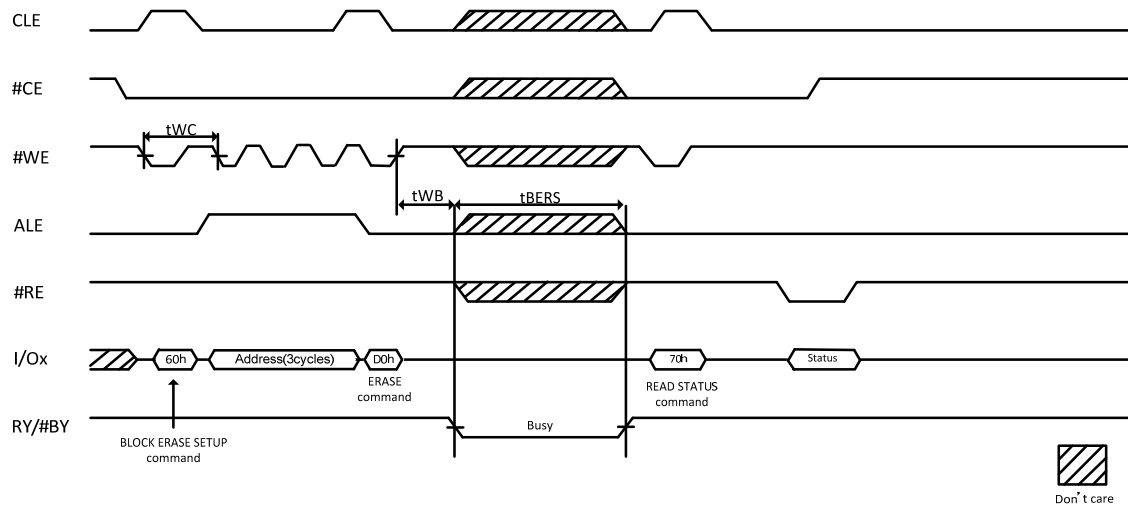 CLE
#CE
tWC
#WE
tWB
tBERS
ALE
#RE
I/Ox
60h
Address(3cycles)
D0h
70h
Status
ERASE
command
READ STATUS
command
RY/#BY
Busy
BLOCK ERASE SETUP
command
Don’t care